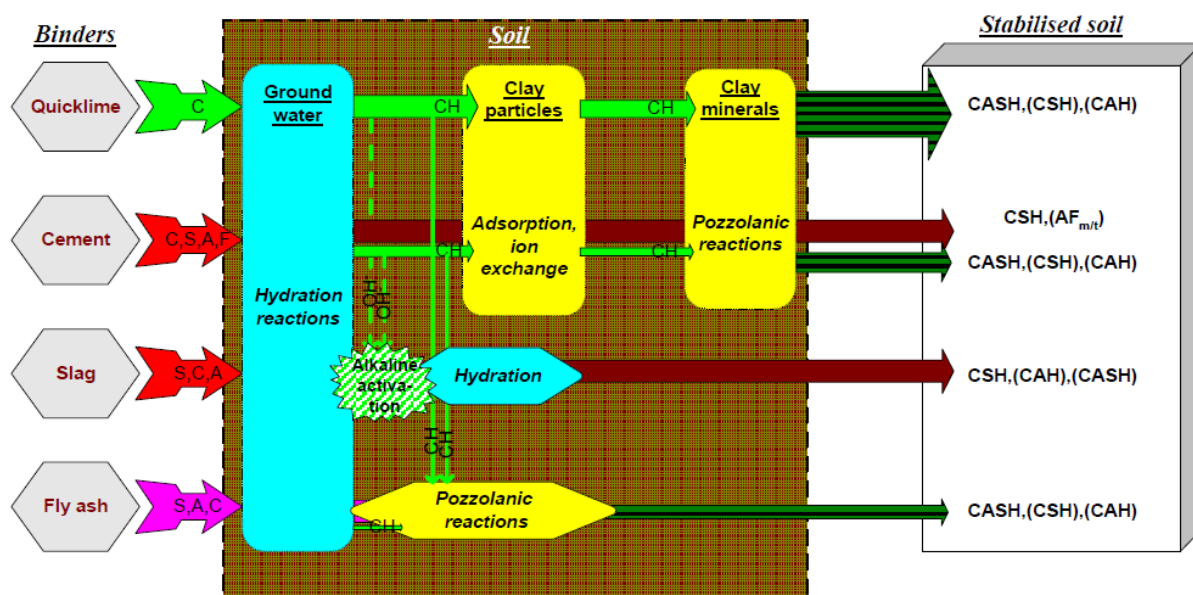 Binders
Soil
Stabilised soil
Quicklime
C
Ground
water
CH
Clay
particles
CH
Clay
minerals
CASH,(CSH),(CAH)
Cement
C,S,A,F
Hydration
reactions
CH
Adsorption,
ion
exchange
CH
Pozzolanic
reactions
CSH,(AFm/t)
CASH,(CSH),(CAH)
OH-
OH-
Slag
S,C,A
Alkaline
activa-
tion
Hydration
CSH,(CAH),(CASH)
CH
CH
Fly ash
S,A,C
CH
Pozzolanic
reactions
CASH,(CSH),(CAH)